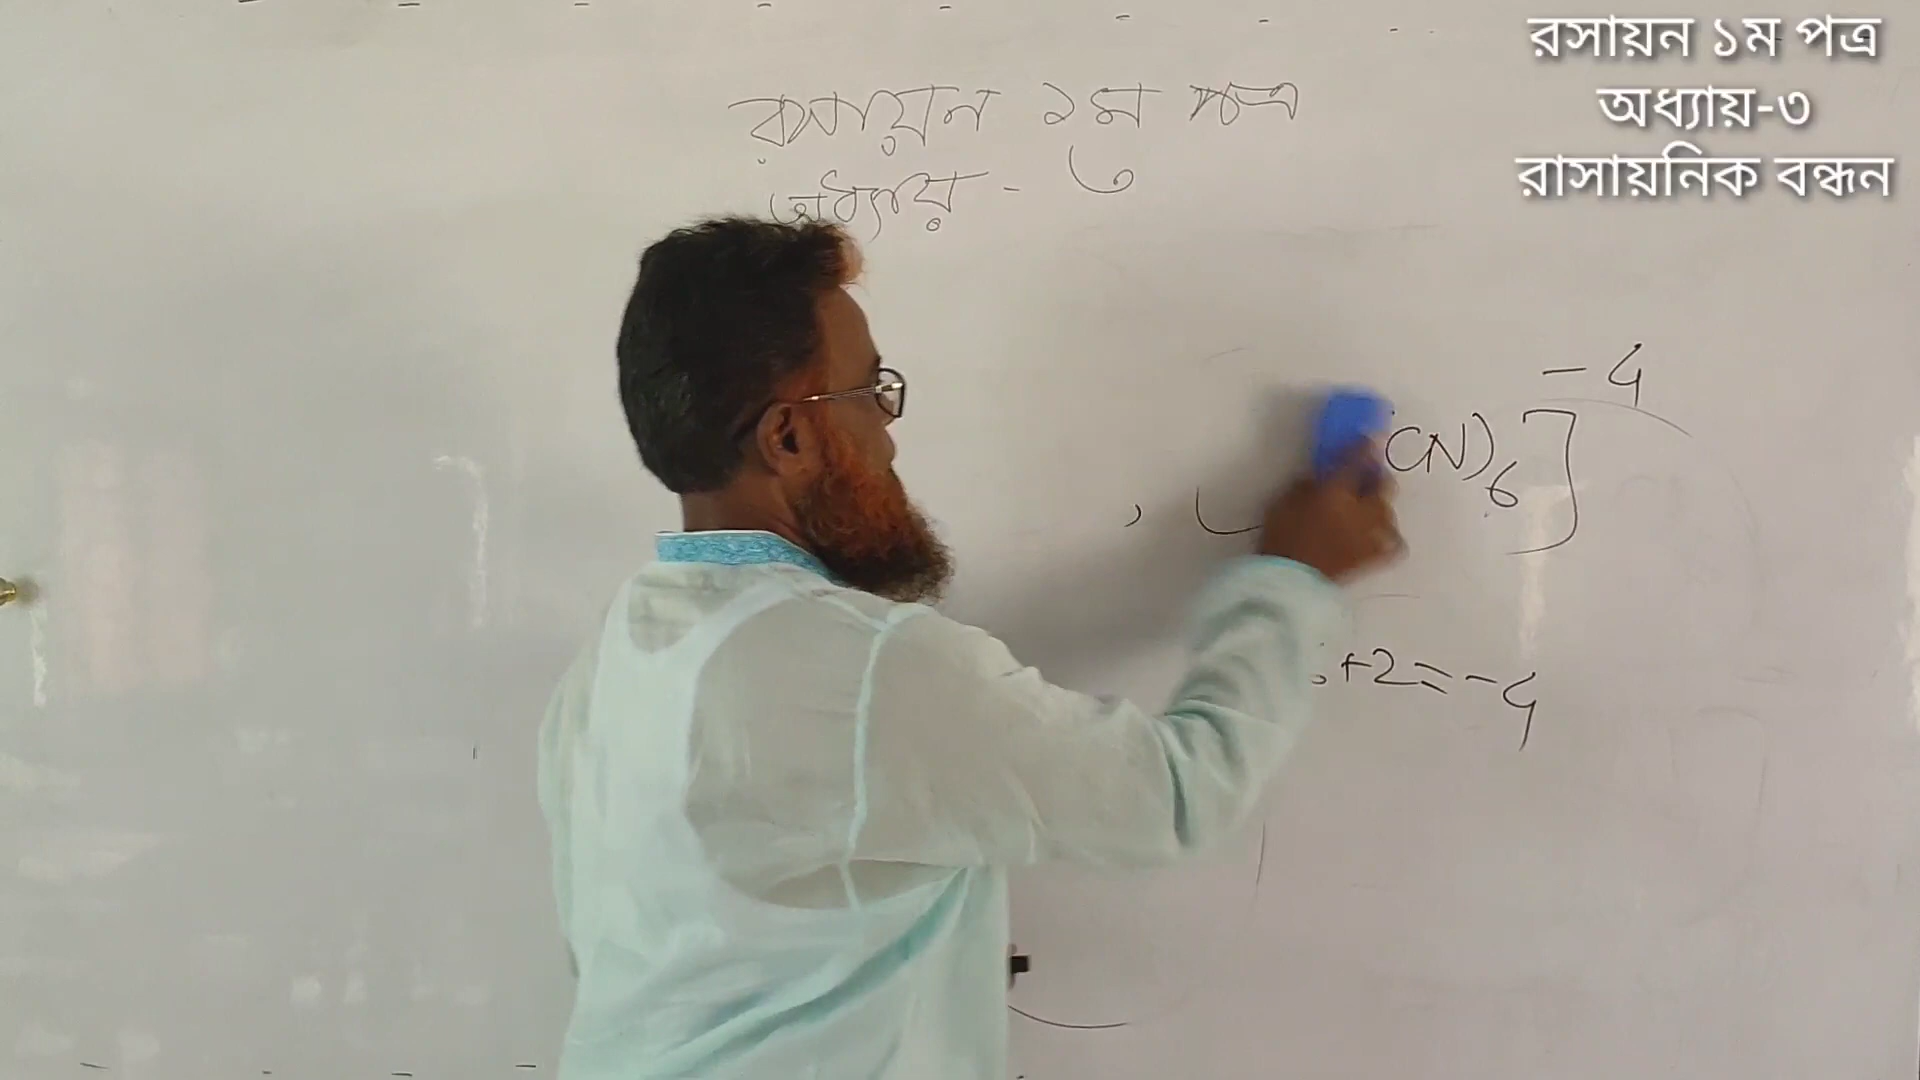 রসায়ন ১ম পত্র
অধ্যায়-৩
রাসায়নিক বন্ধন
রসায়ন ১ম পত্র
অধ্যায় - ৩
-4
(CN)6]
+2=-4